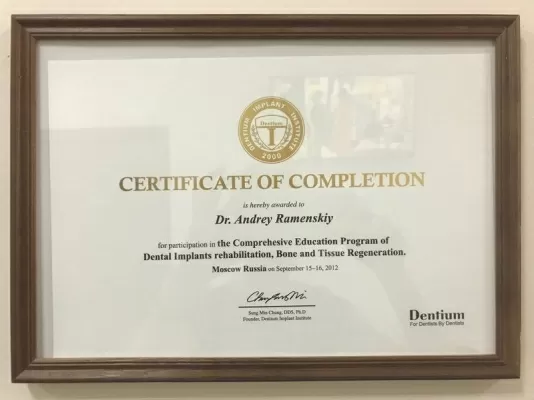 DENTIUM IMPLANT INSTITUTE
Dentium
2000
CERTIFICATE OF COMPLETION
is hereby awarded to
Dr. Andrey Ramenskiy
for participation in the Comprehesive Education Program of
Dental Implants rehabilitation, Bone and Tissue Regeneration.
Moscow Russia on September 15-16, 2012
Sung Min Chung, DDS, Ph.D
Founder, Dentium Implant Institute
Dentium
For Dentists By Dentists